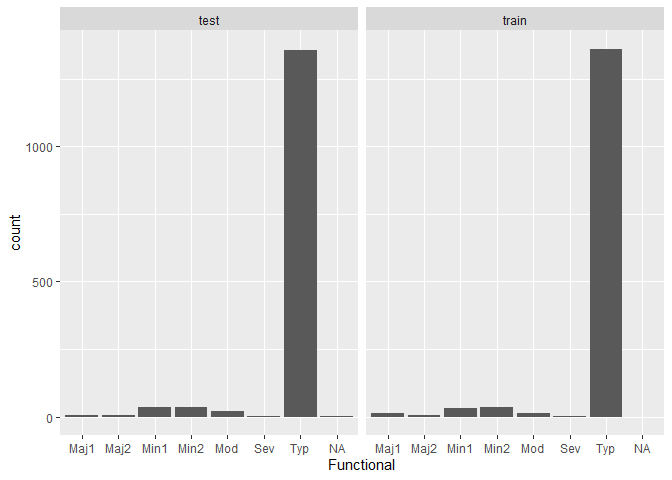 test train
count
1000
500
0
Maj1 Maj2 Min1 Min2 Mod Sev Typ NA Maj1 Maj2 Min1 Min2 Mod Sev Typ NA
Functional